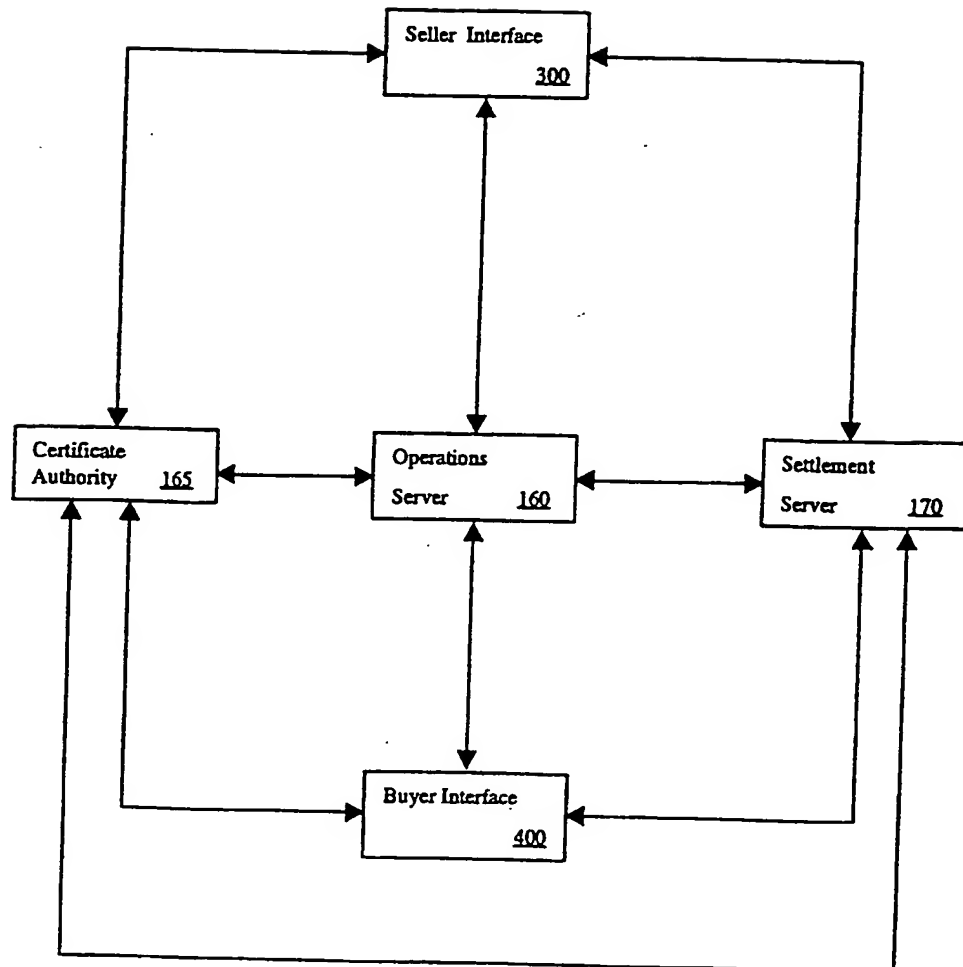 Seller Interface
300
Certificate
Authority 165
Operations
Server 160
Settlement
Server 170
Buyer Interface
400